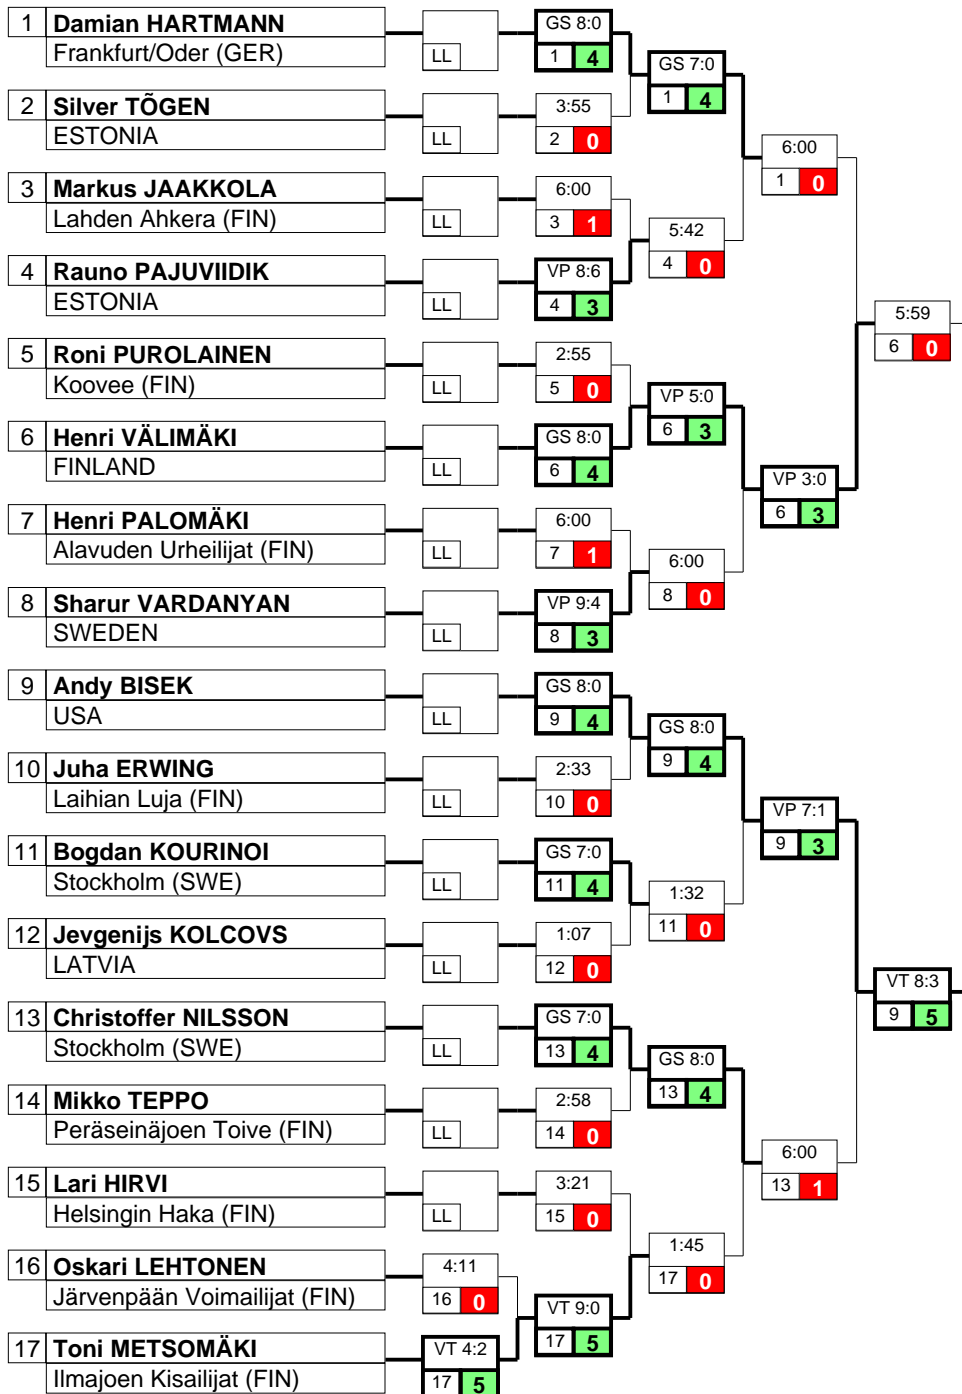 1 Damian HARTMANN
Frankfurt/Oder (GER)
LL
GS 8:0
1 4
GS 7:0
1 4
2 Silver TÕGEN
ESTONIA
LL
3:55
2 0
6:00
1 0
3 Markus JAAKKOLA
Lahden Ahkera (FIN)
LL
6:00
3 1
5:42
4 0
4 Rauno PAJUVIIDIK
ESTONIA
LL
VP 8:6
4 3
5:59
6 0
5 Roni PUROLAINEN
Koovee (FIN)
LL
2:55
5 0
VP 5:0
6 3
6 Henri VÄLIMÄKI
FINLAND
LL
GS 8:0
6 4
VP 3:0
6 3
7 Henri PALOMÄKI
Alavuden Urheilijat (FIN)
LL
6:00
7 1
6:00
8 0
8 Sharur VARDANYAN
SWEDEN
LL
VP 9:4
8 3
9 Andy BISEK
USA
LL
GS 8:0
9 4
GS 8:0
9 4
10 Juha ERWING
Laihian Luja (FIN)
LL
2:33
10 0
VP 7:1
9 3
11 Bogdan KOURINOI
Stockholm (SWE)
LL
GS 7:0
11 4
1:32
11 0
12 Jevgenijs KOLCOVS
LATVIA
LL
1:07
12 0
VT 8:3
9 5
13 Christoffer NILSSON
Stockholm (SWE)
LL
GS 7:0
13 4
GS 8:0
13 4
14 Mikko TEPPO
Peräseinäjoen Toive (FIN)
LL
2:58
14 0
6:00
13 1
15 Lari HIRVI
Helsingin Haka (FIN)
LL
3:21
15 0
1:45
17 0
16 Oskari LEHTONEN
Järvenpään Voimailijat (FIN)
4:11
16 0
VT 9:0
17 5
17 Toni METSOMÄKI
Ilmajoen Kisailijat (FIN)
VT 4:2
17 5